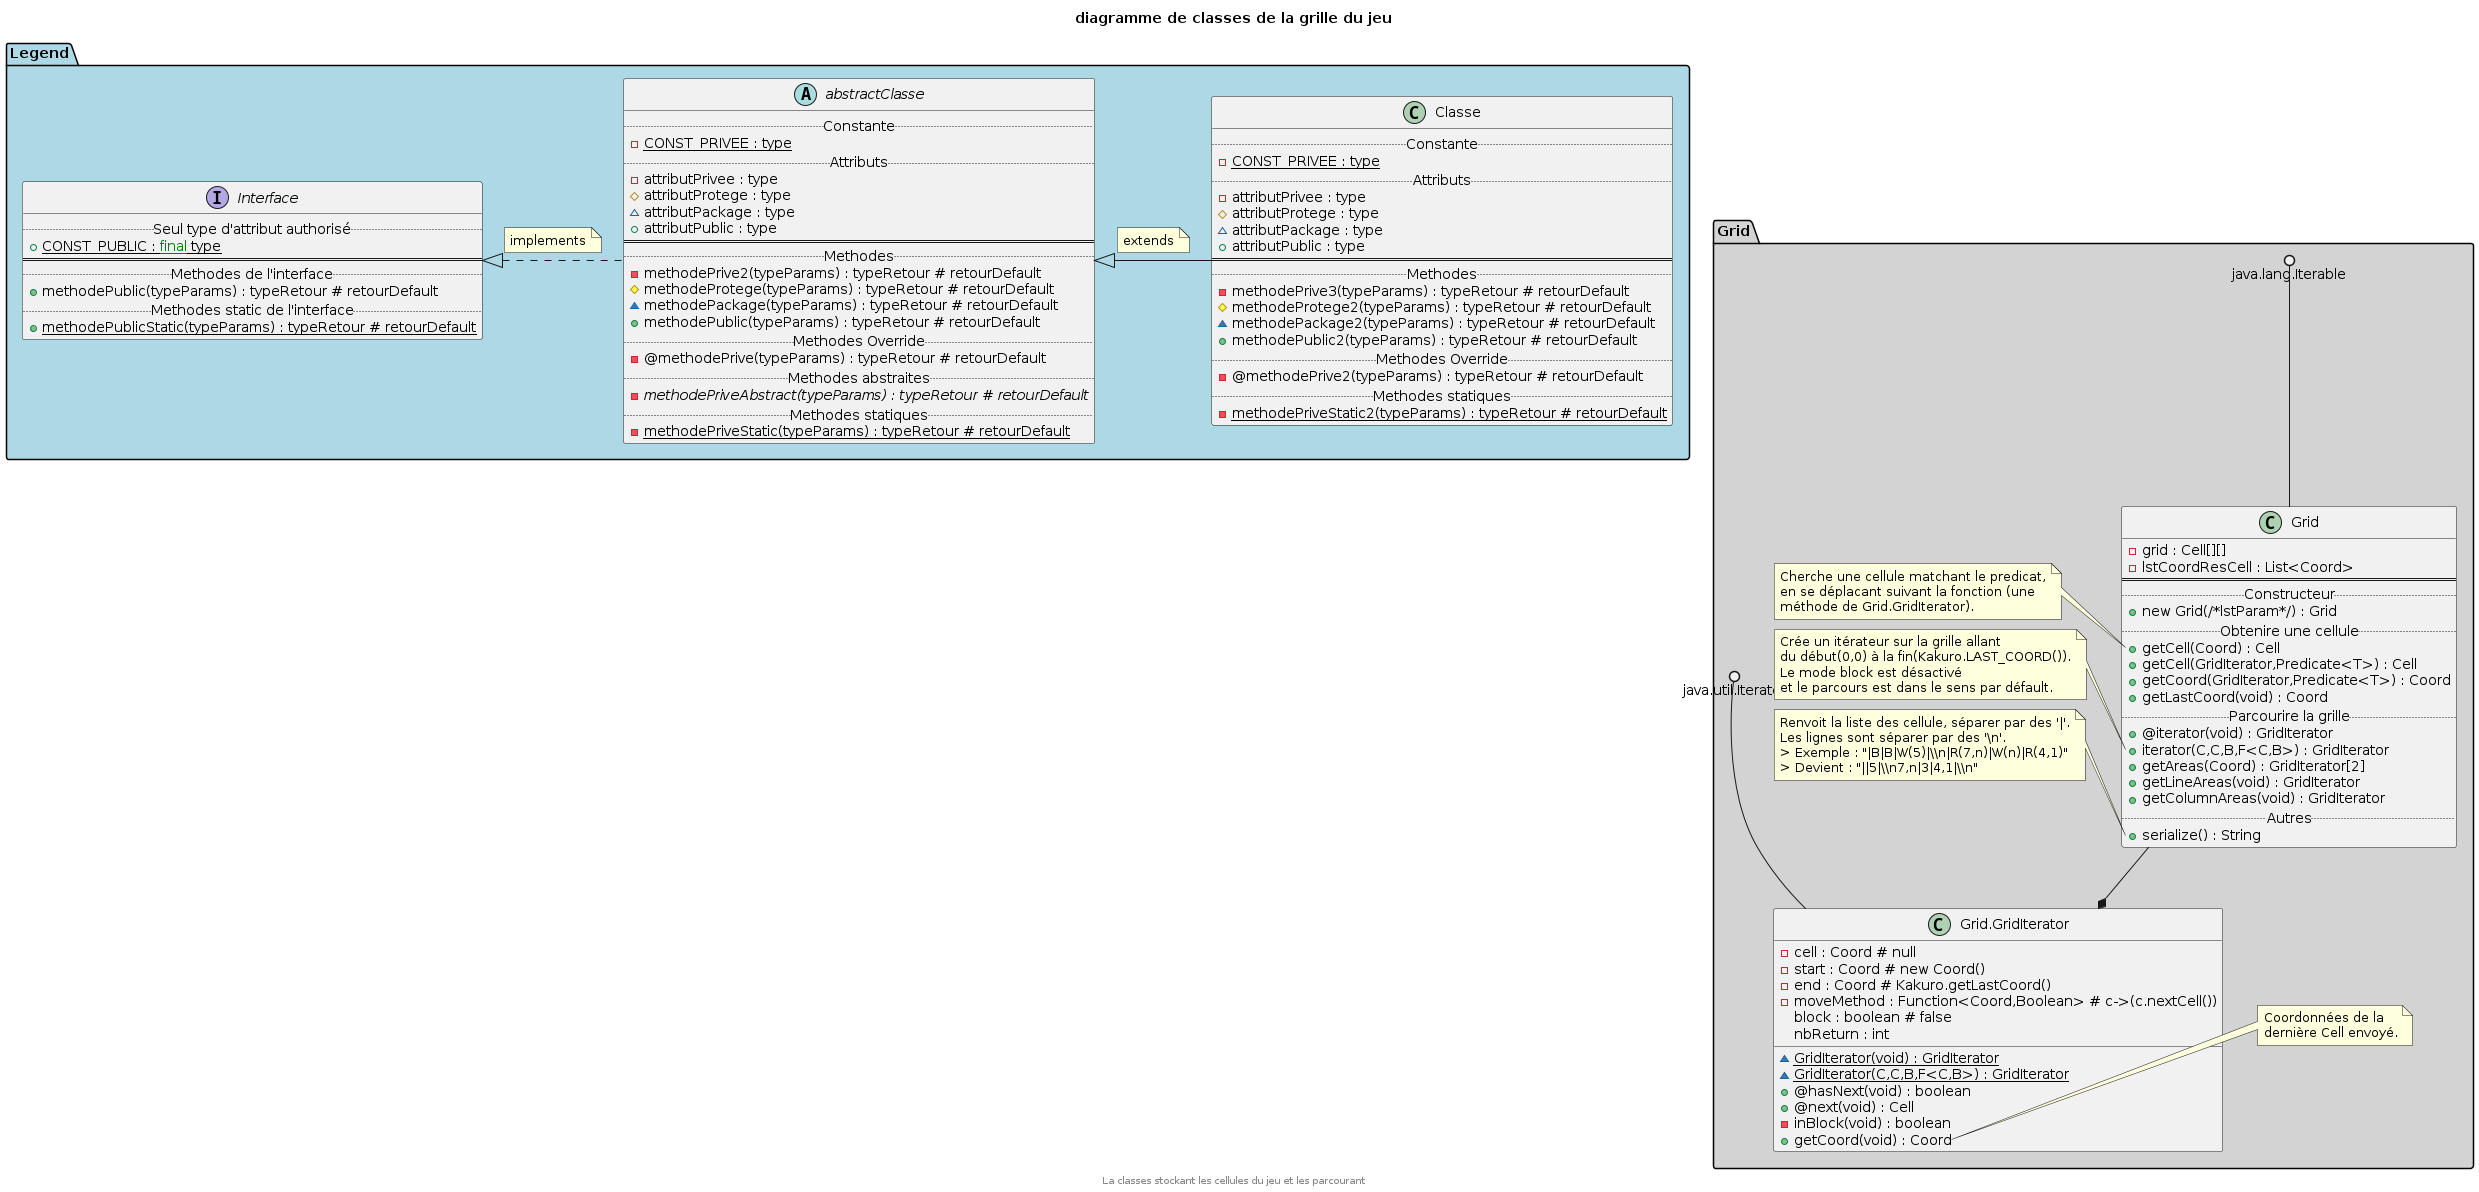 diagramme de classes de la grille du jeu
Legend
I Interface
Seul type d'attribut authorisé
CONST_PUBLIC : final type
Methodes de l'interface
methodePublic(typeParams) : typeRetour # retourDefault
Methodes static de l'interface
methodePublicStatic(typeParams) : typeRetour # retourDefault
implements
A abstractClasse
Constante
CONST_PRIVEE : type
Attributs
attributPrivee : type
attributProtege : type
attributPackage : type
attributPublic : type
Methodes
methodePrive2(typeParams) : typeRetour # retourDefault
methodeProtege(typeParams) : typeRetour # retourDefault
methodePackage(typeParams) : typeRetour # retourDefault
methodePublic(typeParams) : typeRetour # retourDefault
Methodes Override
@methodePrive(typeParams) : typeRetour # retourDefault
Methodes abstraites
methodePriveAbstract(typeParams) : typeRetour # retourDefault
Methodes statiques
methodePriveStatic(typeParams) : typeRetour # retourDefault
extends
C Classe
Constante
CONST_PRIVEE : type
Attributs
attributPrivee : type
attributProtege : type
attributPackage : type
attributPublic : type
Methodes
methodePrive3(typeParams) : typeRetour # retourDefault
methodeProtege2(typeParams) : typeRetour # retourDefault
methodePackage2(typeParams) : typeRetour # retourDefault
methodePublic2(typeParams) : typeRetour # retourDefault
Methodes Override
@methodePrive2(typeParams) : typeRetour # retourDefault
Methodes statiques
methodePriveStatic2(typeParams) : typeRetour # retourDefault
Grid
java.lang.Iterable
C Grid
grid : Cell[][]
lstCoordResCell : List<Coord>
Constructeur
new Grid(/*lstParam*/) : Grid
Obtenire une cellule
getCell(Coord) : Cell
getCell(GridIterator,Predicate<T>) : Cell
getCoord(GridIterator,Predicate<T>) : Coord
getLastCoord(void) : Coord
Parcourire la grille
@iterator(void) : GridIterator
iterator(C,C,B,F<C,B>) : GridIterator
getAreas(Coord) : GridIterator[2]
getLineAreas(void) : GridIterator
getColumnAreas(void) : GridIterator
Autres
serialize() : String
Cherche une cellule matchant le predicat,
en se déplacant suivant la fonction (une
méthode de Grid.GridIterator).
Crée un itérateur sur la grille allant
du début(0,0) à la fin(Kakuro.LAST_COORD()).
Le mode block est désactivé
et le parcours est dans le sens par défault.
Renvoit la liste des cellule, séparer par des '|'.
Les lignes sont séparer par des '\n'.
> Exemple : "|B|B|W(5)|\\n|R(7,n)|W(n)|R(4,1)"
> Devient : "||5|\\n7,n|3|4,1|\\n"
C Grid.GridIterator
cell : Coord # null
start : Coord # new Coord()
end : Coord # Kakuro.getLastCoord()
moveMethod : Function<Coord,Boolean> # c->(c.nextCell())
block : boolean # false
nbReturn : int
GridIterator(void) : GridIterator
GridIterator(C,C,B,F<C,B>) : GridIterator
@hasNext(void) : boolean
@next(void) : Cell
inBlock(void) : boolean
getCoord(void) : Coord
Coordonnées de la
dernière Cell envoyé.
La classes stockant les cellules du jeu et les parcourant